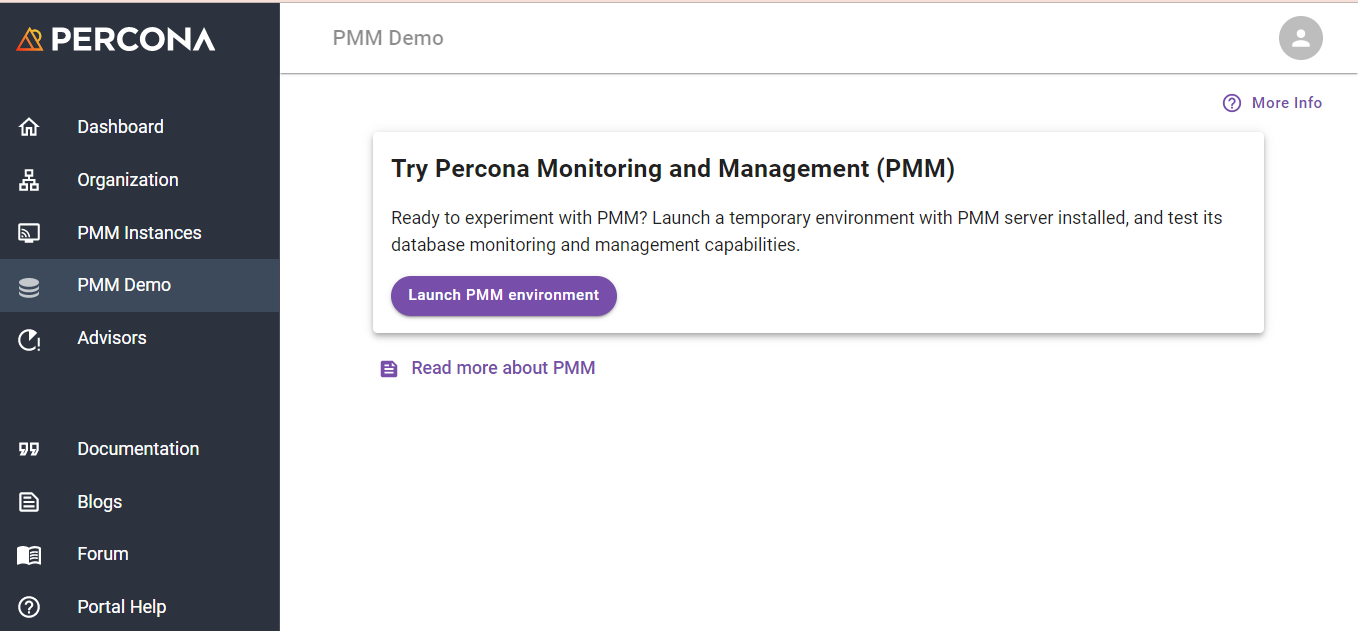 PERCONA
Dashboard
Organization
PMM Instances
PMM Demo
Advisors
Documentation
Blogs
Forum
Portal Help
PMM Demo
More Info
Try Percona Monitoring and Management (PMM)
Ready to experiment with PMM? Launch a temporary environment with PMM server installed, and test its
database monitoring and management capabilities.
Launch PMM environment
Read more about PMM